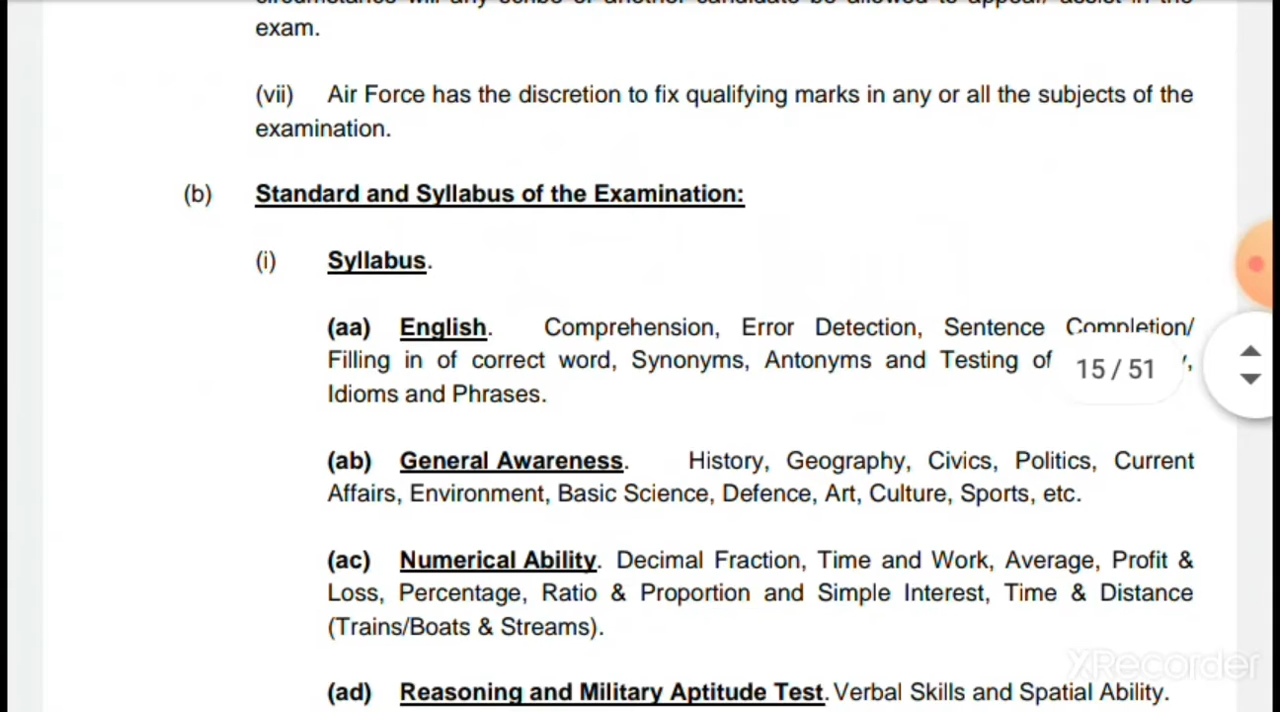 exam.
(vii) Air Force has the discretion to fix qualifying marks in any or all the subjects of the
examination.
(b) Standard and Syllabus of the Examination:
(i) Syllabus.
(aa) English. Comprehension, Error Detection, Sentence Completion/
Filling in of correct word, Synonyms, Antonyms and Testing of
15 / 51
Idioms and Phrases.
(ab) General Awareness. History, Geography, Civics, Politics, Current
Affairs, Environment, Basic Science, Defence, Art, Culture, Sports, etc.
(ac) Numerical Ability. Decimal Fraction, Time and Work, Average, Profit &
Loss, Percentage, Ratio & Proportion and Simple Interest, Time & Distance
(Trains/Boats & Streams).
XRecorder
(ad) Reasoning and Military Aptitude Test. Verbal Skills and Spatial Ability.